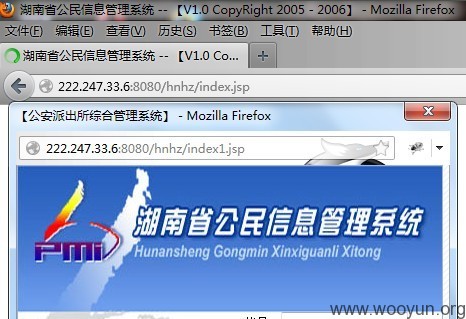 湖南省公民信息管理系统 -- 【V1.0 CopyRight 2005 - 2006】 - Mozilla Firefox
文件(F) 编辑(E) 查看(V) 历史(S) 书签(B) 工具(T) 帮助(H)
湖南省公民信息管理系统 -- 【V1.0 C...
222.247.33.6:8080/hnhz/index.jsp
【公安派出所综合管理系统】 - Mozilla Firefox
222.247.33.6:8080/hnhz/index1.jsp
PMI
湖南省公民信息管理系统
Hunansheng Gongmin Xinxiguanli Xitong
www.wooyun.org